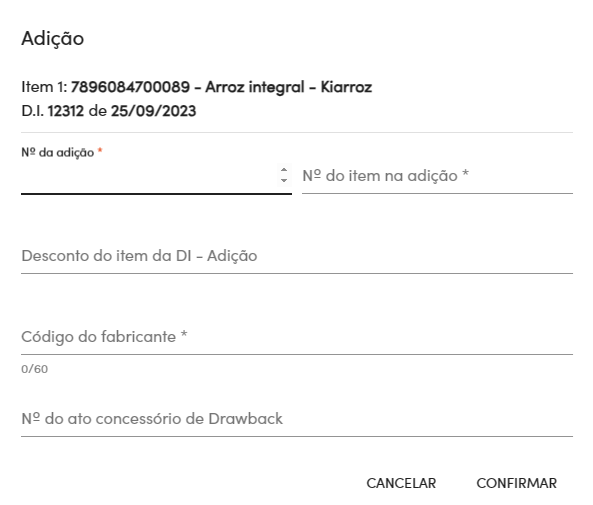 Adição
Item 1: 7896084700089 - Arroz integral - Kiarroz
D.I. 12312 de 25/09/2023
Nº da adição *
Nº do item na adição *
Desconto do item da DI - Adição
Código do fabricante *
0/60
Nº do ato concessório de Drawback
CANCELAR CONFIRMAR